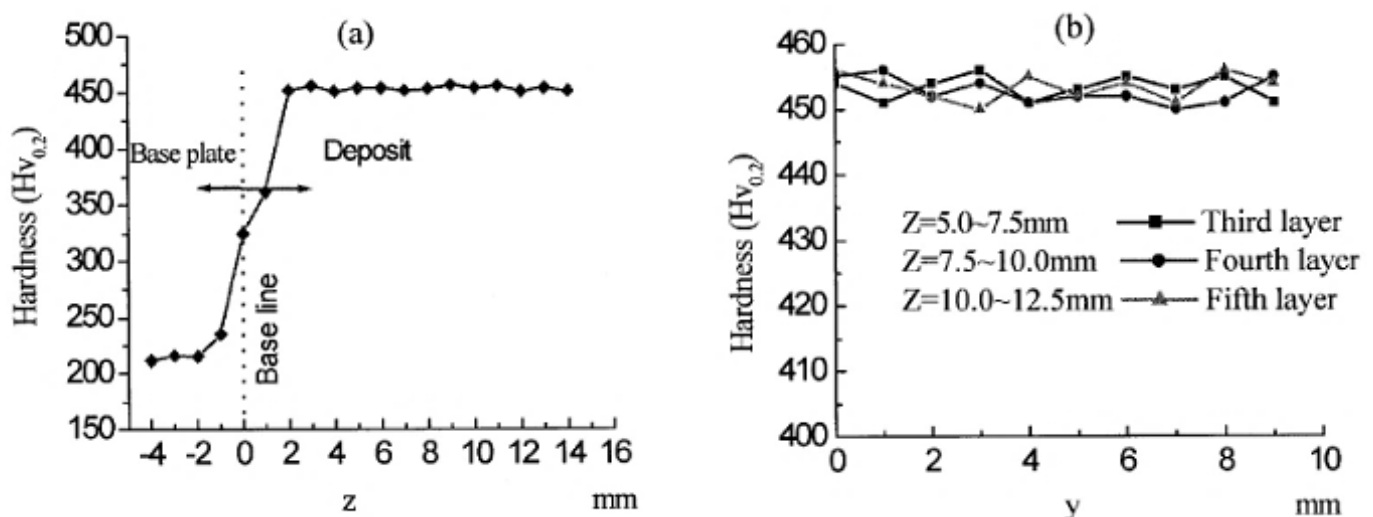 (a)
500
450
400
350
300
250
200
150
Hardness (Hv0.2)
Base plate
Deposit
Base line
-4 -2 0 2 4 6 8 10 12 14 16
z mm
(b)
460
450
440
430
420
410
400
Hardness (Hv0.2)
Z=5.0~7.5mm Third layer
Z=7.5~10.0mm Fourth layer
Z=10.0~12.5mm Fifth layer
0 2 4 6 8 10
y mm